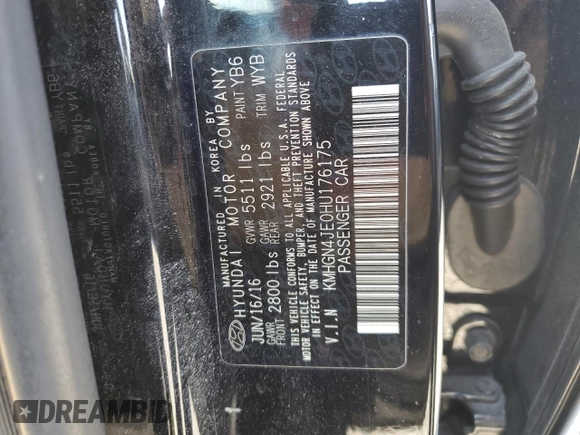 MANUFACTURED IN KOREA BY
HYUNDAI MOTOR COMPANY
JUN/16/16 GVWR 5511 lbs PAINT YB6
GAWR FRONT 2800 lbs GAWR REAR 2921 lbs TRIM WYB
THIS VEHICLE CONFORMS TO ALL APPLICABLE U.S.A. FEDERAL
MOTOR VEHICLE SAFETY, BUMPER, AND THEFT PREVENTION STANDARDS
IN EFFECT ON THE DATE OF MANUFACTURE SHOWN ABOVE
V.I.N KMHGN4JE0HU176175
PASSENGER CAR
DREAMBID